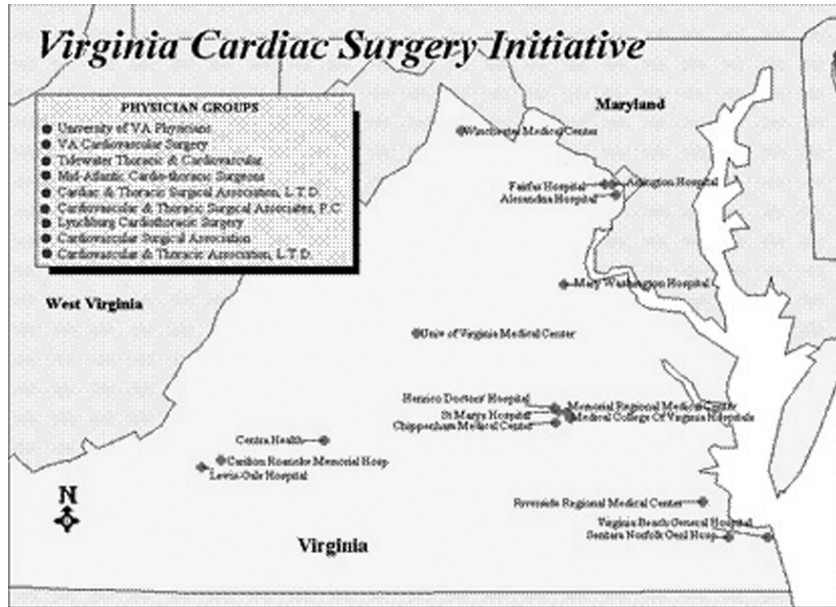 Virginia Cardiac Surgery Initiative
PHYSICIAN GROUPS
University of VA Physicians
VA Cardiovascular Surgery
Tidewater Thoracic & Cardiovascular
Mid-Atlantic Cardio-thoracic Surgeons
Cardiac & Thoracic Surgical Association, L.T.D.
Cardiovascular & Thoracic Surgical Associates, P.C.
Lynchburg Cardiothoracic Surgery
Cardiovascular Surgical Association
Cardiovascular & Thoracic Association, L.T.D.
Maryland
Winchester Medical Center
Fairfax Hospital
Arlington Hospital
Alexandria Hospital
West Virginia
Mary Washington Hospital
Univ of Virginia Medical Center
Henrico Doctors' Hospital
Memorial Regional Medical Center
St Marys Hospital
Medical College Of Virginia Hospitals
Chippenham Medical Center
Centra Health
Carilion Roanoke Memorial Hosp
Lewis-Gale Hospital
N
Riverside Regional Medical Center
Virginia Beach General Hospital
Sentara Norfolk Genl Hosp
Virginia